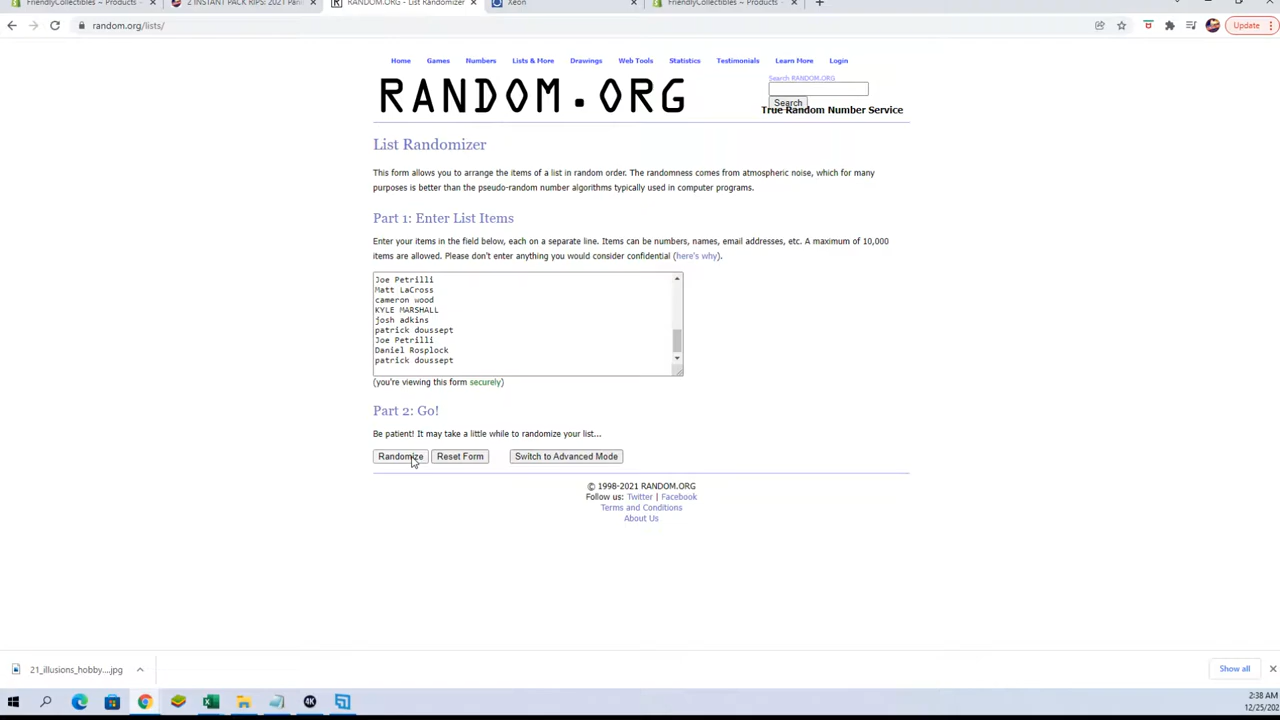 FriendlyCollectibles ~ Products
2 INSTANT PACK RIPS: 2021 Pani
RANDOM.ORG - List Randomizer
Xeon
FriendlyCollectibles ~ Products
random.org/lists/
Update
Home Games Numbers Lists & More Drawings Web Tools Statistics Testimonials Learn More Login
RANDOM.ORG
Search RANDOM.ORG
Search
True Random Number Service
List Randomizer
This form allows you to arrange the items of a list in random order. The randomness comes from atmospheric noise, which for many
purposes is better than the pseudo-random number algorithms typically used in computer programs.
Part 1: Enter List Items
Enter your items in the field below, each on a separate line. Items can be numbers, names, email addresses, etc. A maximum of 10,000
items are allowed. Please don't enter anything you would consider confidential (here's why).
Joe Petrilli
Matt LaCross
cameron wood
KYLE MARSHALL
josh adkins
patrick doussept
Joe Petrilli
Daniel Rosplock
patrick doussept
(you're viewing this form securely)
Part 2: Go!
Be patient! It may take a little while to randomize your list...
Randomize Reset Form Switch to Advanced Mode
© 1998-2021 RANDOM.ORG
Follow us: Twitter | Facebook
Terms and Conditions
About Us
21_illusions_hobby....jpg
Show all
4K
2:38 AM
12/25/202